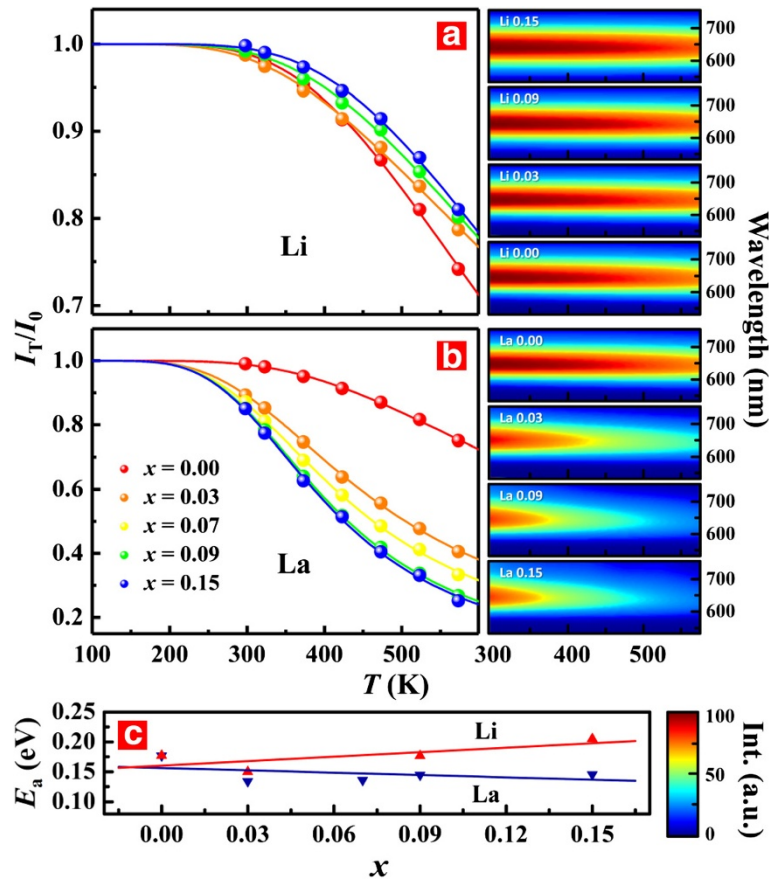 a
Li
I_T/I_0
1.0
0.9
0.8
0.7
Li 0.15
Li 0.09
Li 0.03
Li 0.00
750
700
650
600
700
600
700
600
700
600
Wavelength (nm)
b
La
1.0
0.8
0.6
0.4
0.2
x = 0.00
x = 0.03
x = 0.07
x = 0.09
x = 0.15
100
200
300
400
500
T (K)
La 0.00
La 0.03
La 0.09
La 0.15
700
600
700
600
700
600
700
600
300
400
500
c
E_a (eV)
0.25
0.20
0.15
0.10
Li
La
0.00
0.03
0.06
0.09
0.12
0.15
x
100
50
0
Int. (a.u.)